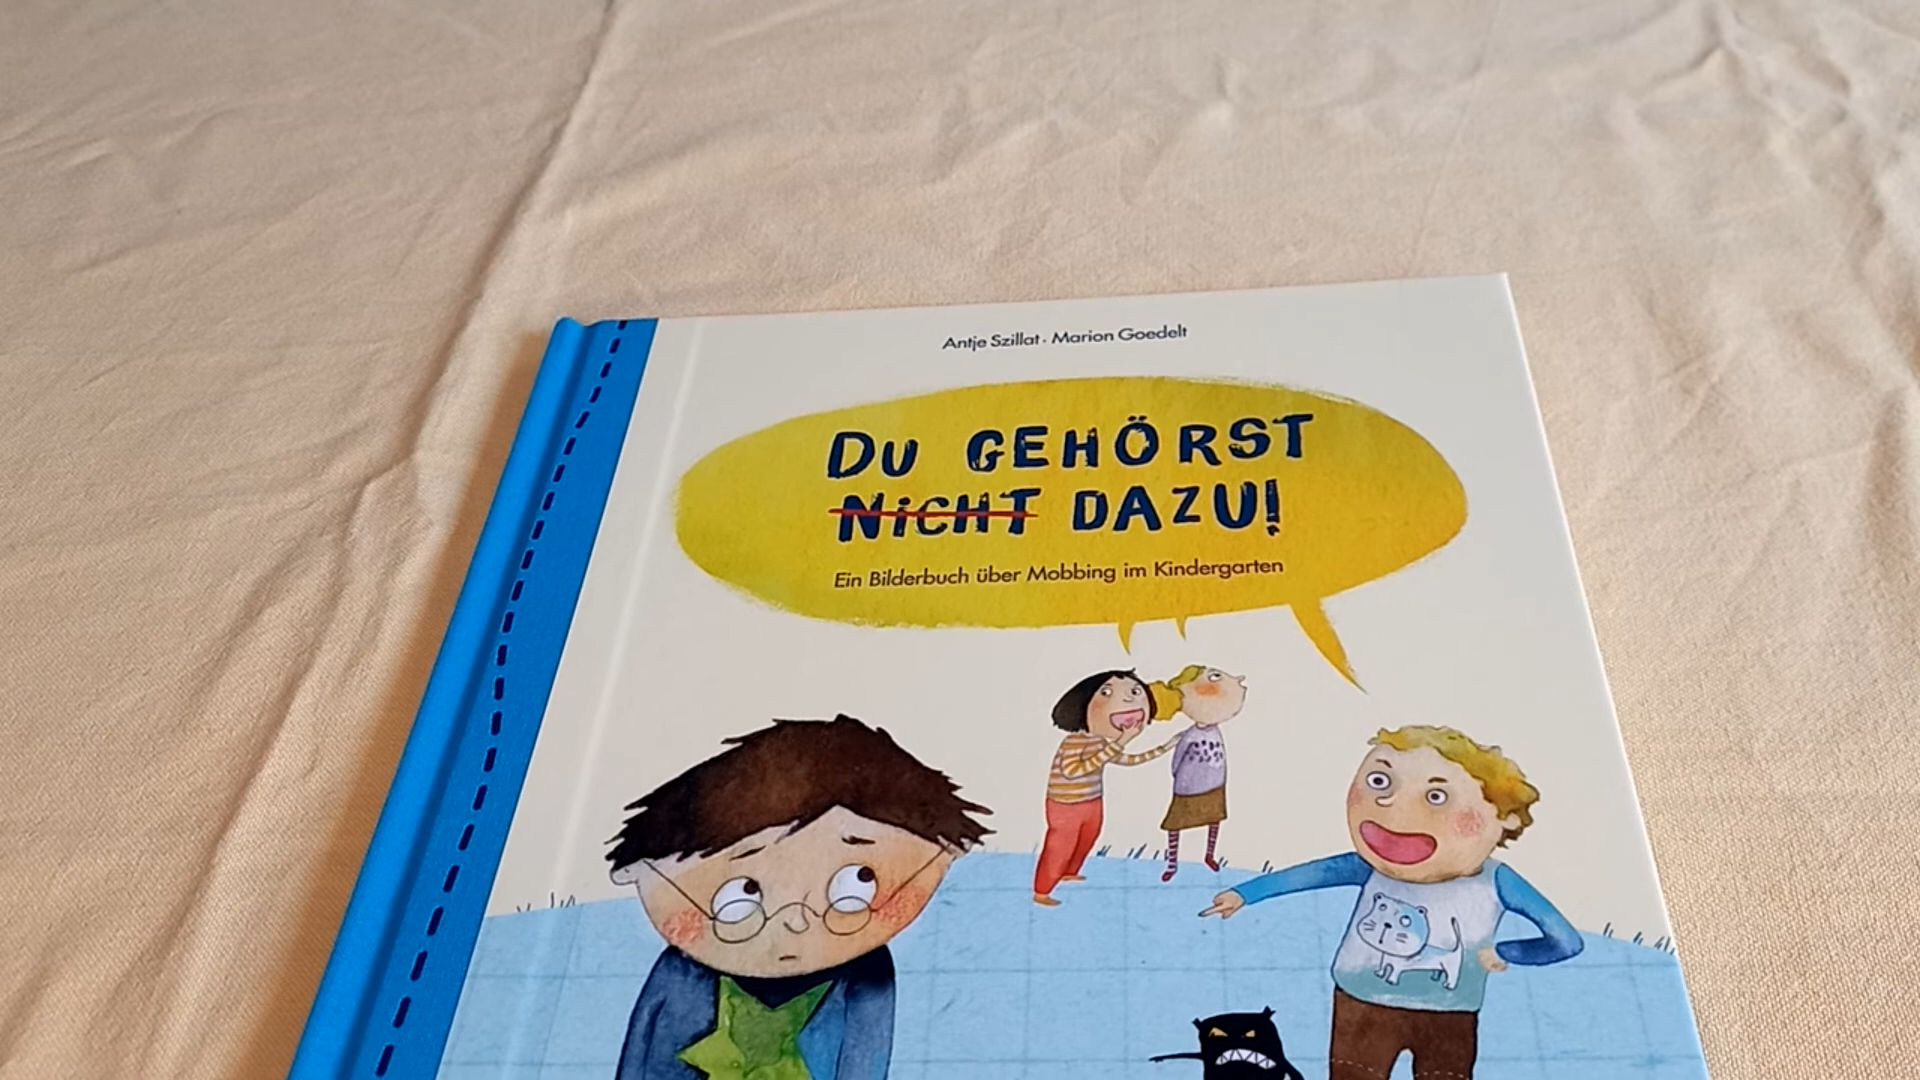 Antje Szillat · Marion Goedelt
DU GEHÖRST
NICHT DAZU!
Ein Bilderbuch über Mobbing im Kindergarten